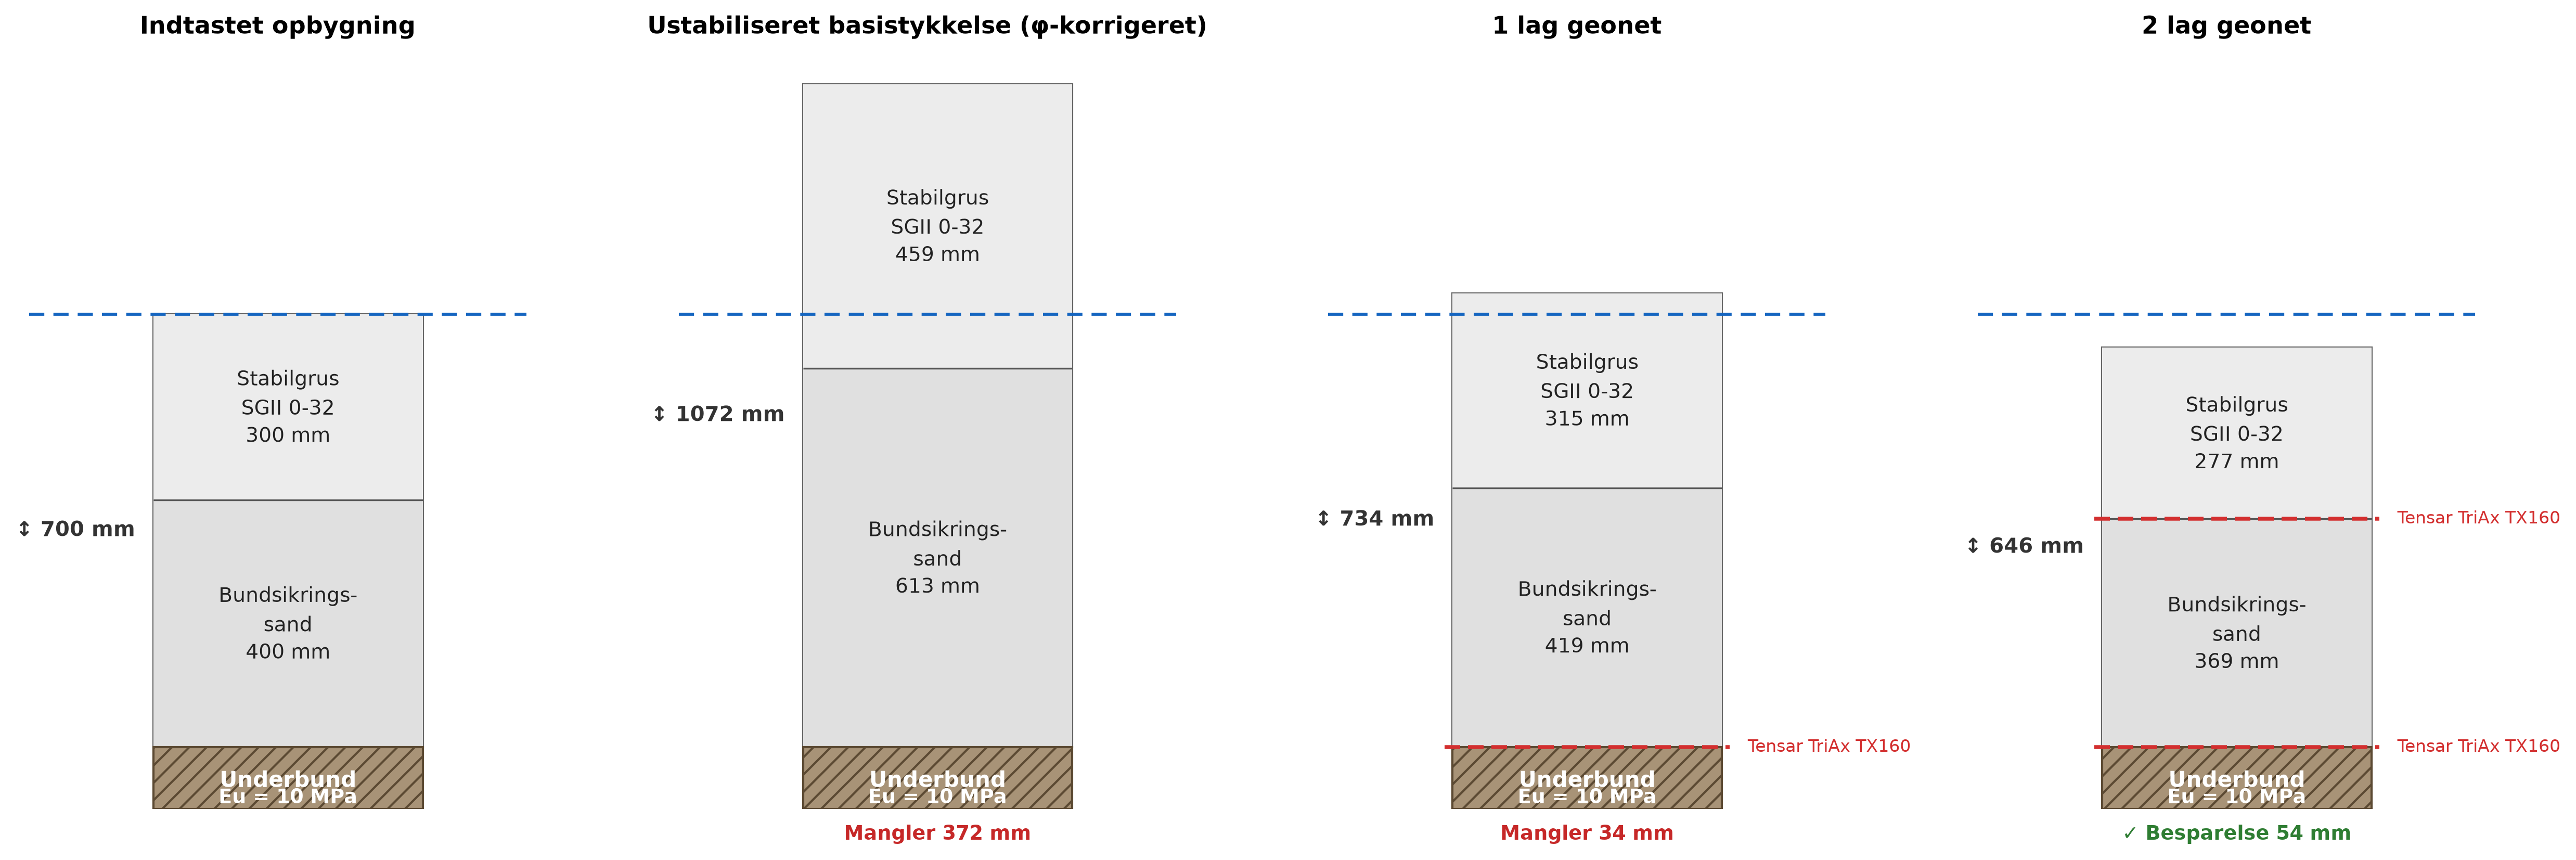 Indtastet opbygning
Stabilgrus
SGII 0-32
300 mm
↕ 700 mm
Bundsikrings-
sand
400 mm
Underbund
Eu = 10 MPa
Ustabiliseret basistykkelse (φ-korrigeret)
Stabilgrus
SGII 0-32
459 mm
↕ 1072 mm
Bundsikrings-
sand
613 mm
Underbund
Eu = 10 MPa
Mangler 372 mm
1 lag geonet
Stabilgrus
SGII 0-32
315 mm
↕ 734 mm
Bundsikrings-
sand
419 mm
Tensar TriAx TX160
Underbund
Eu = 10 MPa
Mangler 34 mm
2 lag geonet
Stabilgrus
SGII 0-32
277 mm
Tensar TriAx TX160
↕ 646 mm
Bundsikrings-
sand
369 mm
Tensar TriAx TX160
Underbund
Eu = 10 MPa
✓ Besparelse 54 mm